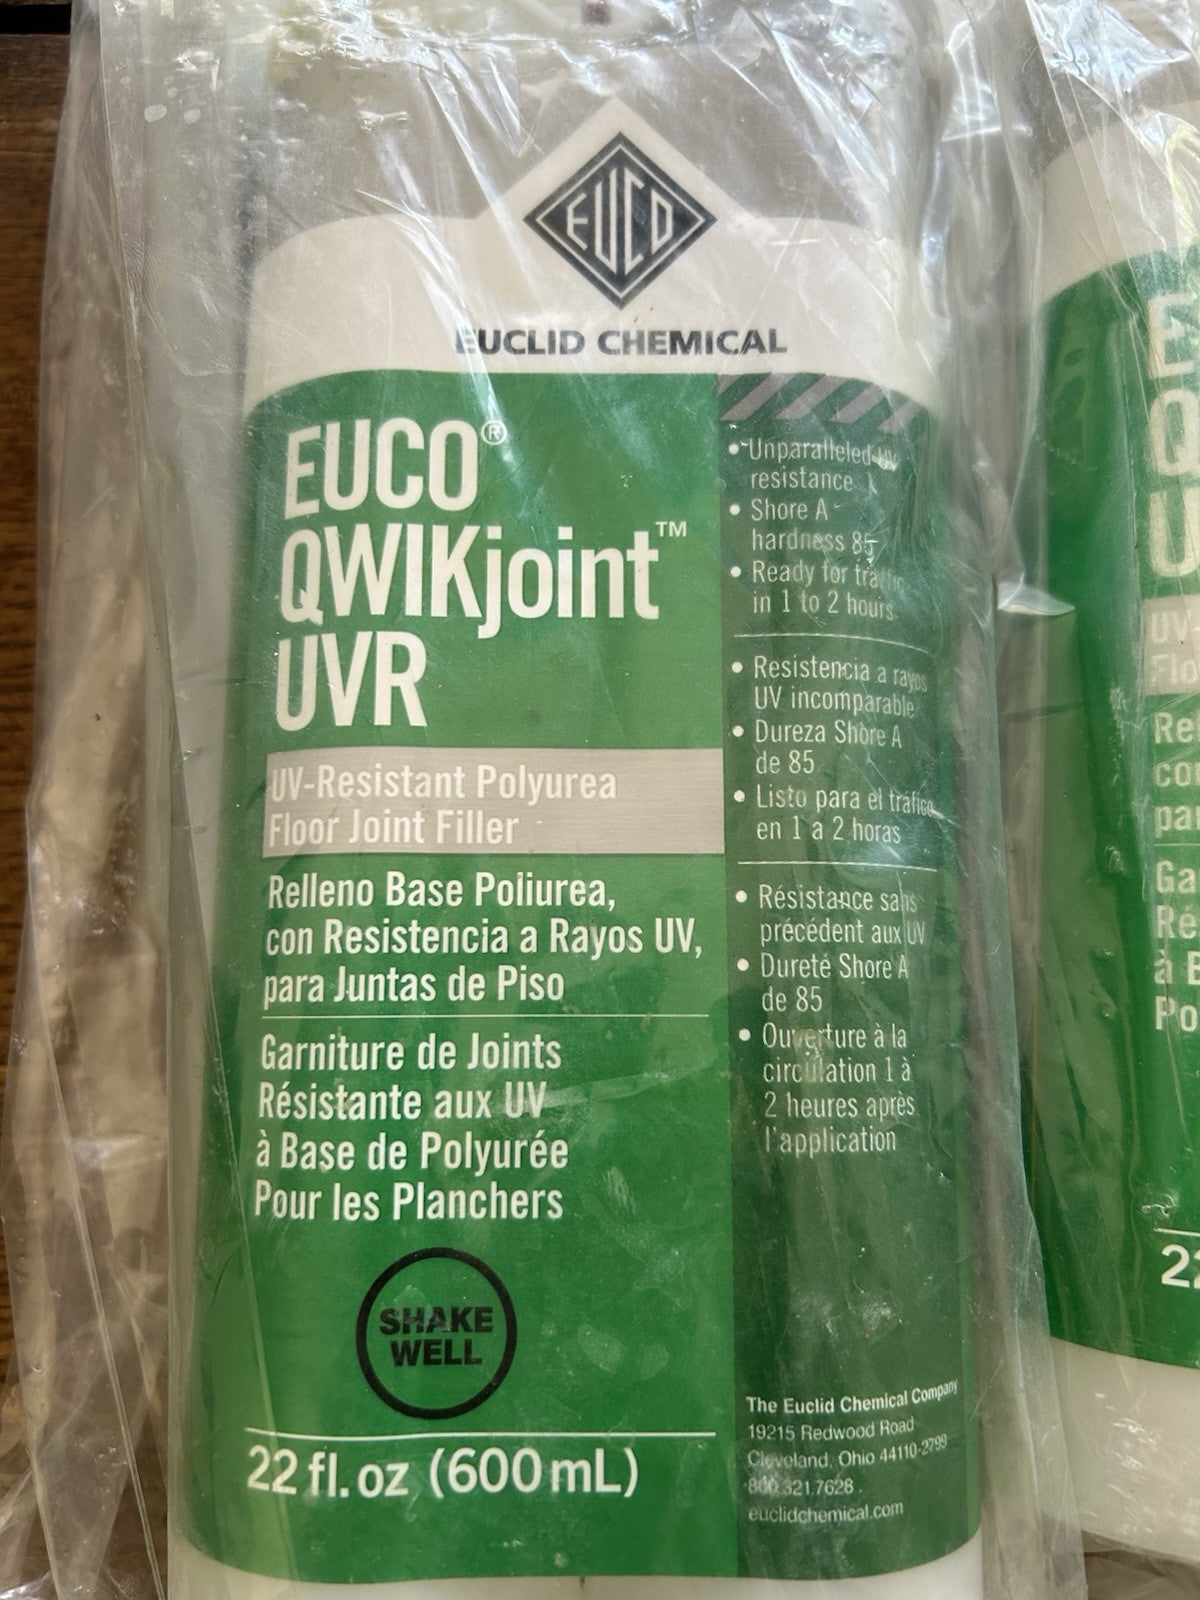 EUCO
EUCLID CHEMICAL
EUCO®
QWIKjoint™
UVR
UV-Resistant Polyurea
Floor Joint Filler
Relleno Base Poliurea,
con Resistencia a Rayos UV,
para Juntas de Piso
Garniture de Joints
Résistante aux UV
à Base de Polyurée
Pour les Planchers
SHAKE
WELL
22 fl. oz (600 mL)
• Unparalleled UV
resistance
• Shore A
hardness 85
• Ready for traffic
in 1 to 2 hours
• Resistencia a rayos
UV incomparable
• Dureza Shore A
de 85
• Listo para el tráfico
en 1 a 2 horas
• Résistance sans
précédent aux UV
• Dureté Shore A
de 85
• Ouverture à la
circulation 1 à
2 heures après
l'application
The Euclid Chemical Company
19215 Redwood Road
Cleveland, Ohio 44110-2799
800.321.7628
euclidchemical.com